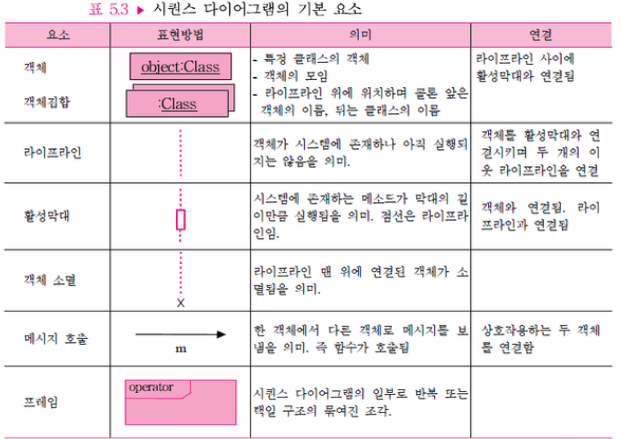 표 5.3 ▶ 시퀀스 다이어그램의 기본 요소
요소 표현방법 의미 연결
객체
객체집합
object:Class
:Class
- 특정 클래스의 객체
- 객체의 모임
- 라이프라인 위에 위치하며 콜론 앞은
객체의 이름, 뒤는 클래스의 이름
라이프라인 사이에
활성막대와 연결됨
라이프라인
객체가 시스템에 존재하나 아직 실행되
지는 않음을 의미.
객체를 활성막대와 연
결시키며 두 개의 이
웃 라이프라인을 연결
활성막대
시스템에 존재하는 메소드가 막대의 길
이만큼 실행됨을 의미. 점선은 라이프라
인임.
객체와 연결됨. 라이
프라인과 연결됨
객체 소멸
X
라이프라인 맨 위에 연결된 객체가 소
멸됨을 의미.
메시지 호출
m
한 객체에서 다른 객체로 메시지를 보
냄을 의미. 즉 함수가 호출됨
상호작용하는 두 객체
를 연결함
프레임
operator
시퀀스 다이어그램의 일부로 반복 또는
택일 구조의 묶여진 조각.